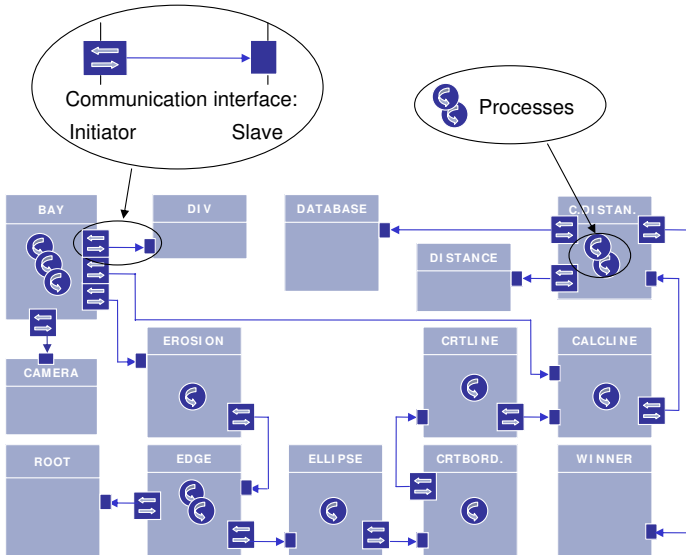 Communication interface:
Initiator Slave
Processes
BAY
DIV
DATABASE
C.DISTAN.
DISTANCE
EROSION
CRTLINE
CALCLINE
CAMERA
ROOT
EDGE
ELLIPSE
CRTBORD.
WINNER